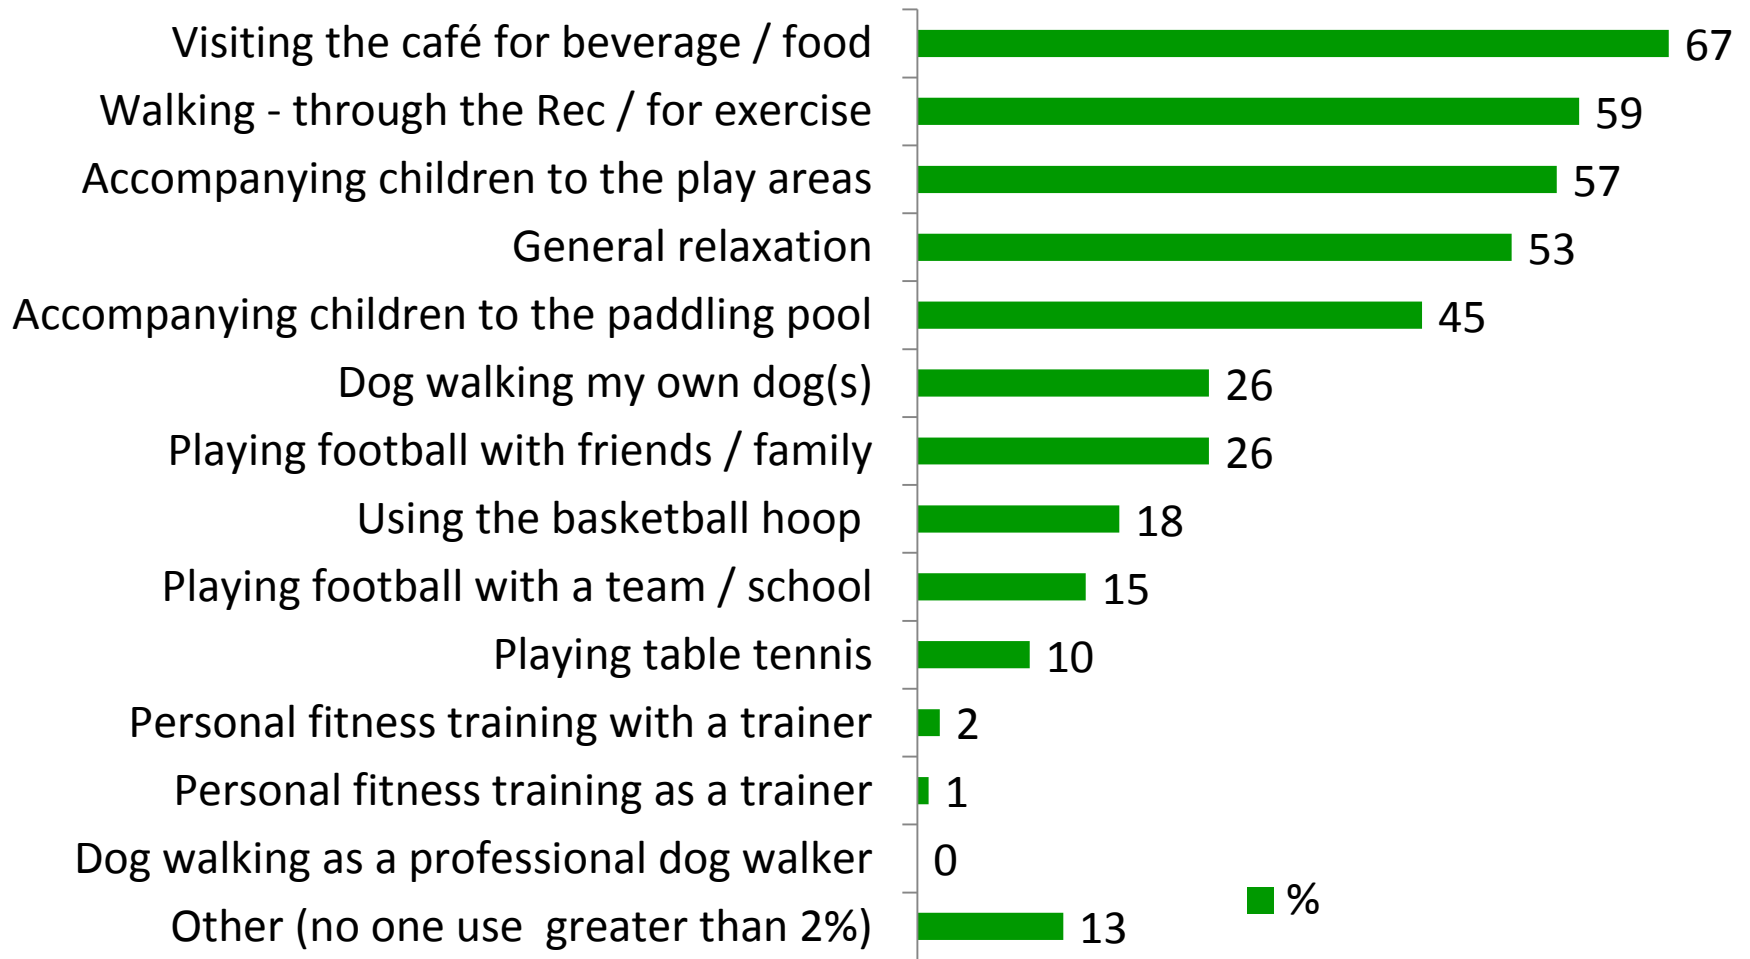 Visiting the café for beverage / food 67
Walking - through the Rec / for exercise 59
Accompanying children to the play areas 57
General relaxation 53
Accompanying children to the paddling pool 45
Dog walking my own dog(s) 26
Playing football with friends / family 26
Using the basketball hoop 18
Playing football with a team / school 15
Playing table tennis 10
Personal fitness training with a trainer 2
Personal fitness training as a trainer 1
Dog walking as a professional dog walker 0
%
Other (no one use  greater than 2%) 13